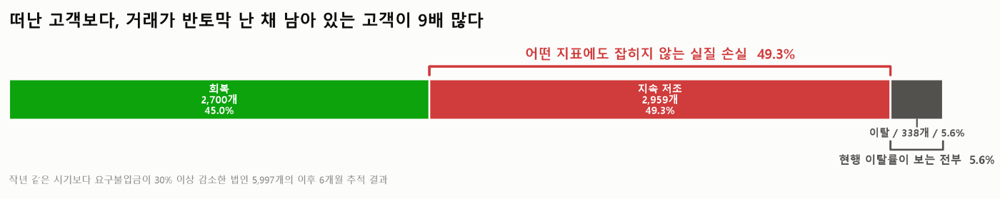 떠난 고객보다, 거래가 반토막 난 채 남아 있는 고객이 9배 많다
어떤 지표에도 잡히지 않는 실질 손실 49.3%
회복
2,700개
45.0%
지속 저조
2,959개
49.3%
이탈 / 338개 / 5.6%
현행 이탈률이 보는 전부 5.6%
작년 같은 시기보다 요구불입금이 30% 이상 감소한 법인 5,997개의 이후 6개월 추적 결과